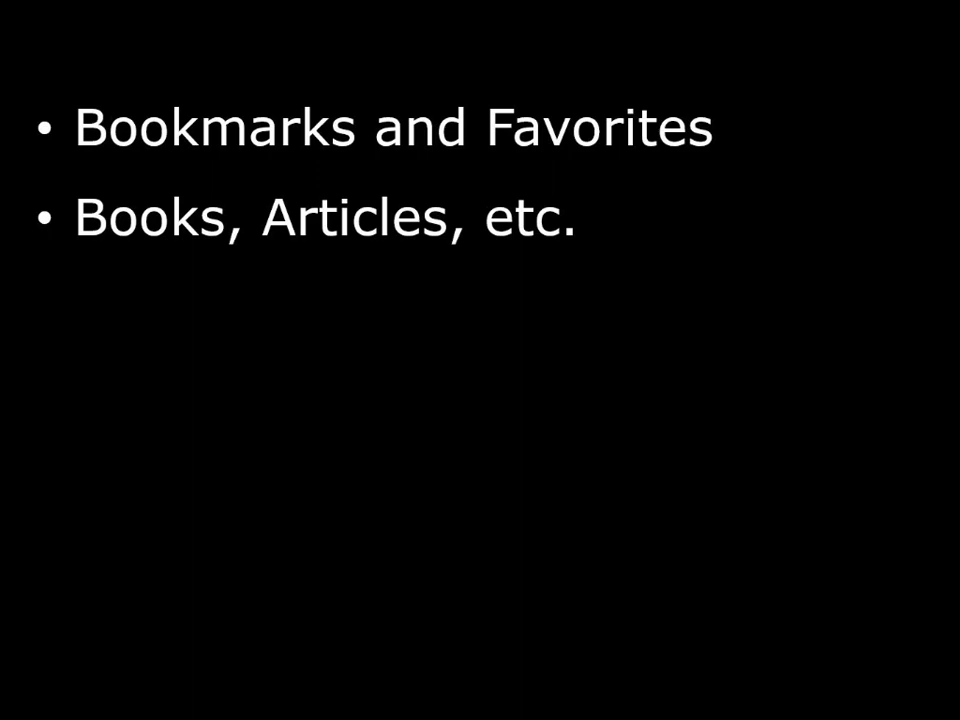 • Bookmarks and Favorites
• Books, Articles, etc.